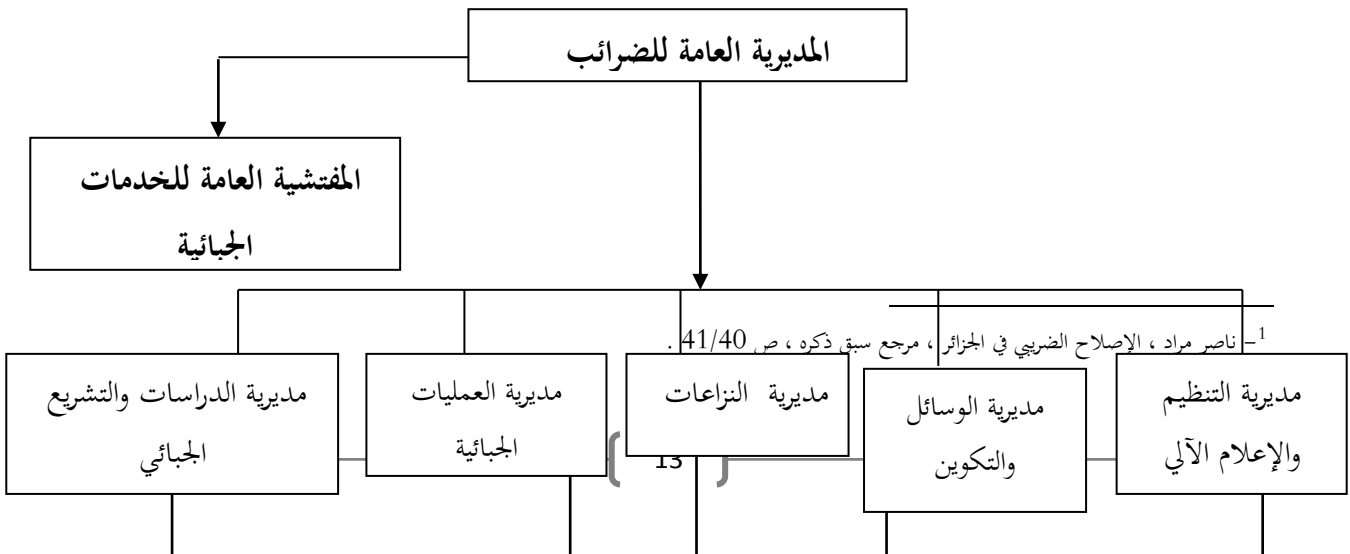 المديرية العامة للضرائب
المفتشية العامة للخدمات
الجبائية
1- ناصر مراد ، الإصلاح الضريبي في الجزائر ، مرجع سبق ذكره ، ص 41/40 .
مديرية التنظيم
والإعلام الآلي
مديرية الوسائل
والتكوين
مديرية النزاعات
مديرية العمليات
الجبائية
مديرية الدراسات والتشريع
الجبائي
13